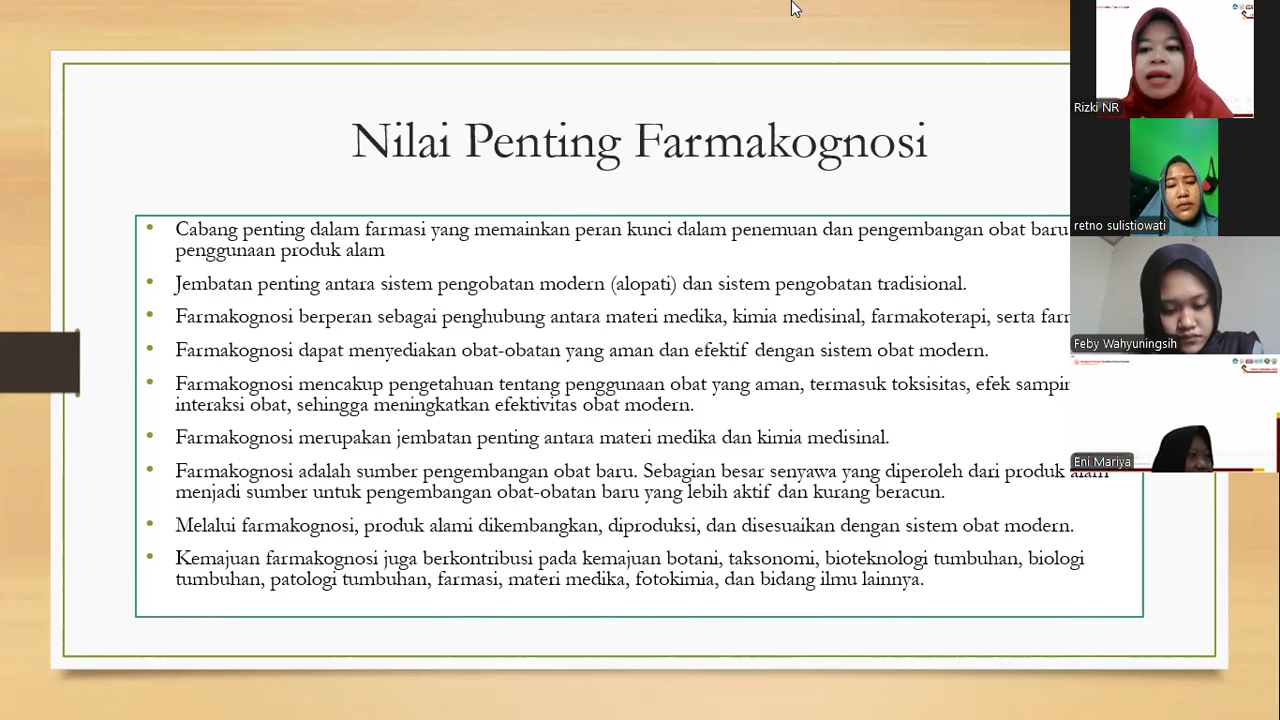 Nilai Penting Farmakognosi
Cabang penting dalam farmasi yang memainkan peran kunci dalam penemuan dan pengembangan obat baru
penggunaan produk alam
Jembatan penting antara sistem pengobatan modern (alopati) dan sistem pengobatan tradisional.
Farmakognosi berperan sebagai penghubung antara materi medika, kimia medisinal, farmakoterapi, serta
Farmakognosi dapat menyediakan obat-obatan yang aman dan efektif dengan sistem obat modern.
Farmakognosi mencakup pengetahuan tentang penggunaan obat yang aman, termasuk toksisitas, efek
interaksi obat, sehingga meningkatkan efektivitas obat modern.
Farmakognosi merupakan jembatan penting antara materi medika dan kimia medisinal.
Farmakognosi adalah sumber pengembangan obat baru. Sebagian besar senyawa yang diperoleh dari produk alam
menjadi sumber untuk pengembangan obat-obatan baru yang lebih aktif dan kurang beracun.
Melalui farmakognosi, produk alami dikembangkan, diproduksi, dan disesuaikan dengan sistem obat modern.
Kemajuan farmakognosi juga berkontribusi pada kemajuan botani, taksonomi, bioteknologi tumbuhan, biologi
tumbuhan, patologi tumbuhan, farmasi, materi medika, fotokimia, dan bidang ilmu lainnya.
Rizki NR
retno sulistiowati
Feby Wahyuningsih
Eni Mariya